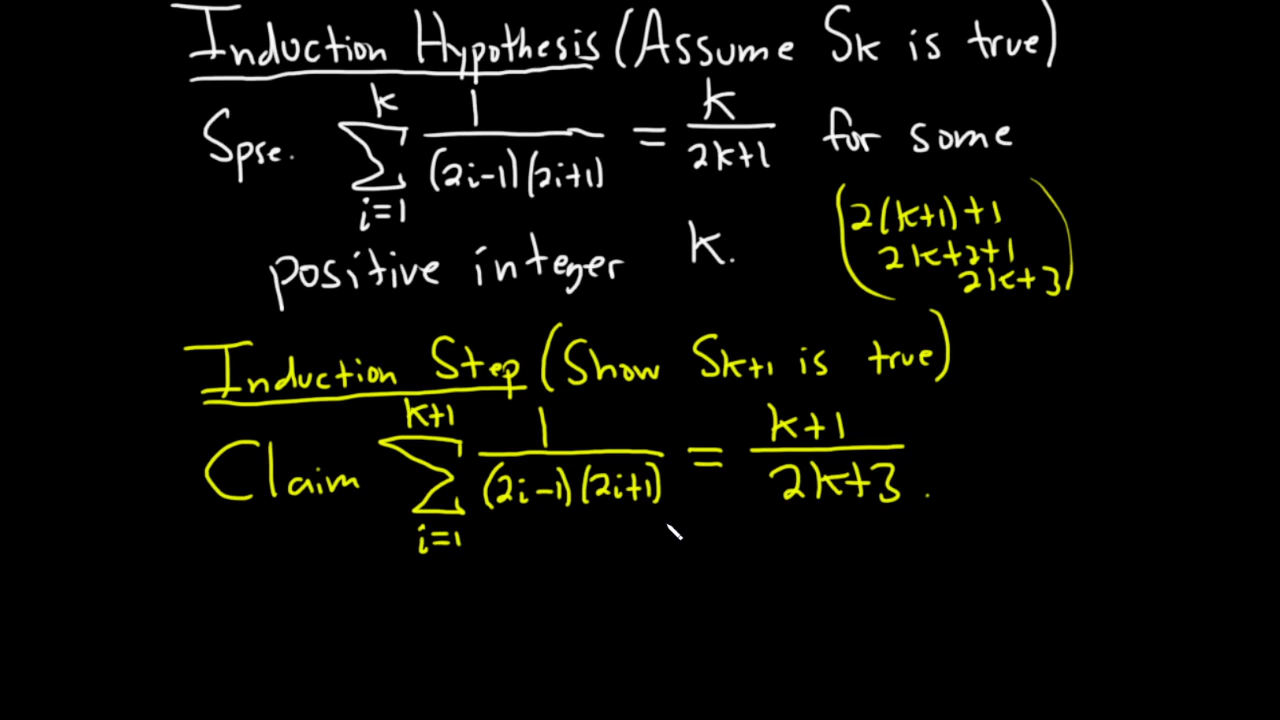 Induction Hypothesis (Assume Sk is true)
Spse. k ∑ i=1 1/((2i-1)(2i+1)) = k/(2k+1) for some
positive integer k.
(2(k+1)+1
2k+2+1
2k+3)
Induction Step (Show Sk+1 is true)
Claim k+1 ∑ i=1 1/((2i-1)(2i+1)) = (k+1)/(2k+3).